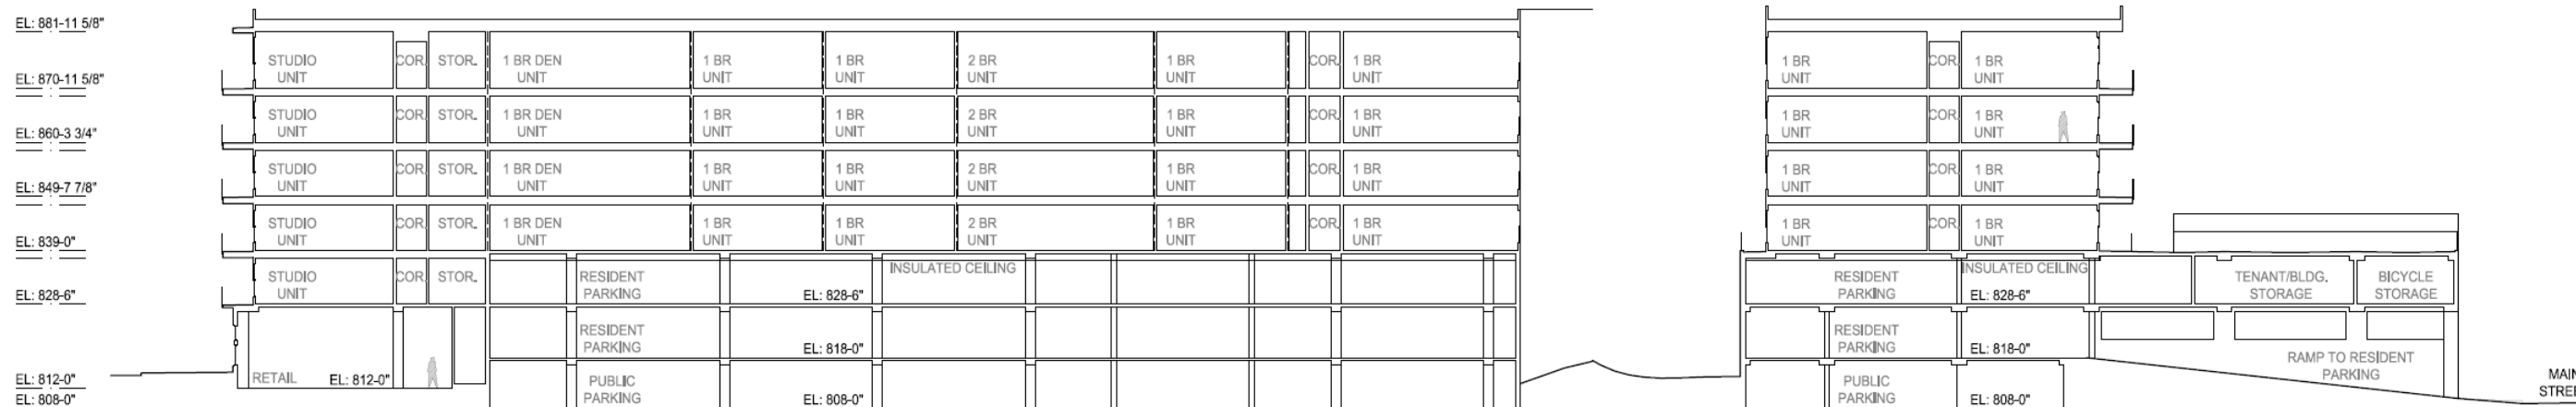 EL: 881-11 5/8"
STUDIO UNIT COR. STOR. 1 BR DEN UNIT 1 BR UNIT 1 BR UNIT 2 BR UNIT 1 BR UNIT COR. 1 BR UNIT 1 BR UNIT COR. 1 BR UNIT
EL: 870-11 5/8"
STUDIO UNIT COR. STOR. 1 BR DEN UNIT 1 BR UNIT 1 BR UNIT 2 BR UNIT 1 BR UNIT COR. 1 BR UNIT 1 BR UNIT COR. 1 BR UNIT
EL: 860-3 3/4"
STUDIO UNIT COR. STOR. 1 BR DEN UNIT 1 BR UNIT 1 BR UNIT 2 BR UNIT 1 BR UNIT COR. 1 BR UNIT 1 BR UNIT COR. 1 BR UNIT
EL: 849-7 7/8"
STUDIO UNIT COR. STOR. 1 BR DEN UNIT 1 BR UNIT 1 BR UNIT 2 BR UNIT 1 BR UNIT COR. 1 BR UNIT 1 BR UNIT COR. 1 BR UNIT
EL: 839-0"
STUDIO UNIT COR. STOR. RESIDENT PARKING EL: 828-6" INSULATED CEILING RESIDENT PARKING INSULATED CEILING EL: 828-6" TENANT/BLDG. STORAGE BICYCLE STORAGE
EL: 828-6"
RESIDENT PARKING EL: 818-0" RESIDENT PARKING EL: 818-0" RAMP TO RESIDENT PARKING
RETAIL EL: 812-0"
EL: 812-0"
PUBLIC PARKING EL: 808-0" PUBLIC PARKING EL: 808-0" MAIN STREE
EL: 808-0"